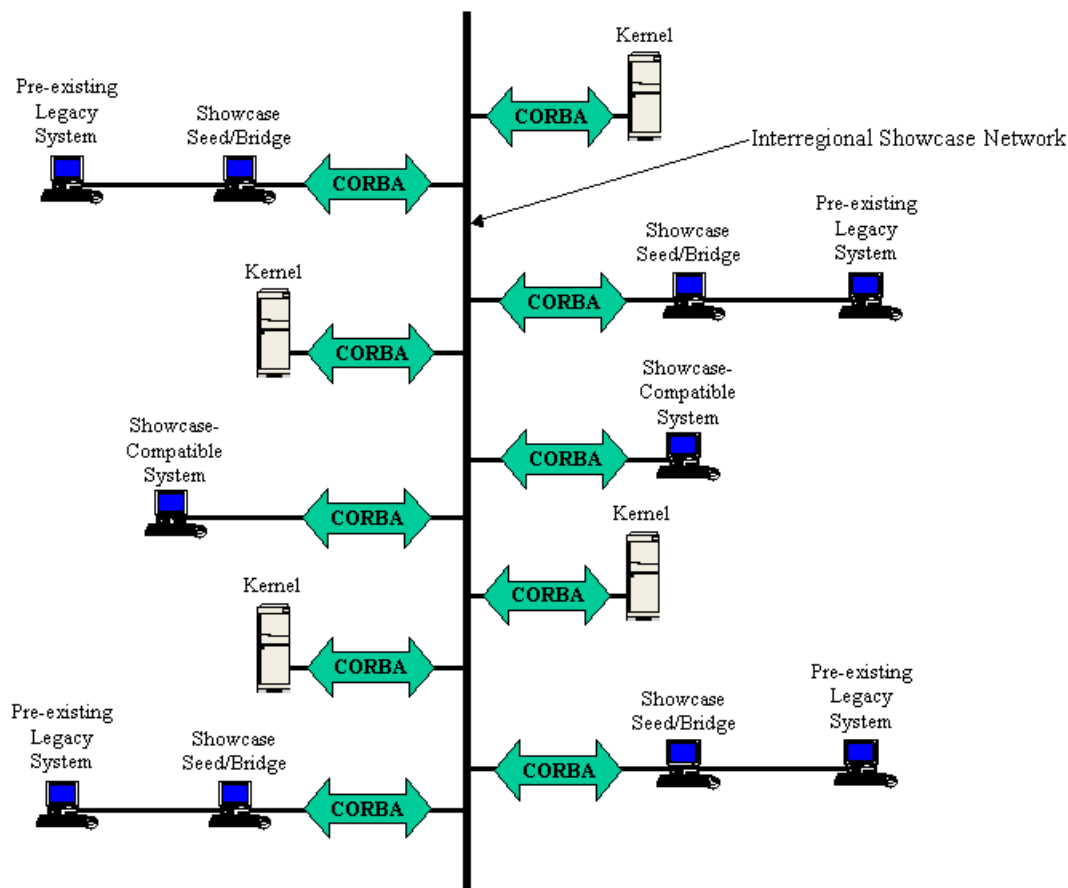 Kernel
CORBA
Pre-existing
Legacy
System
Showcase
Seed/Bridge
CORBA
Interregional Showcase Network
Pre-existing
Legacy
System
Showcase
Seed/Bridge
CORBA
Kernel
CORBA
Showcase-
Compatible
System
CORBA
Showcase-
Compatible
System
CORBA
Kernel
CORBA
Kernel
CORBA
Pre-existing
Legacy
System
Showcase
Seed/Bridge
CORBA
Pre-existing
Legacy
System
Showcase
Seed/Bridge
CORBA